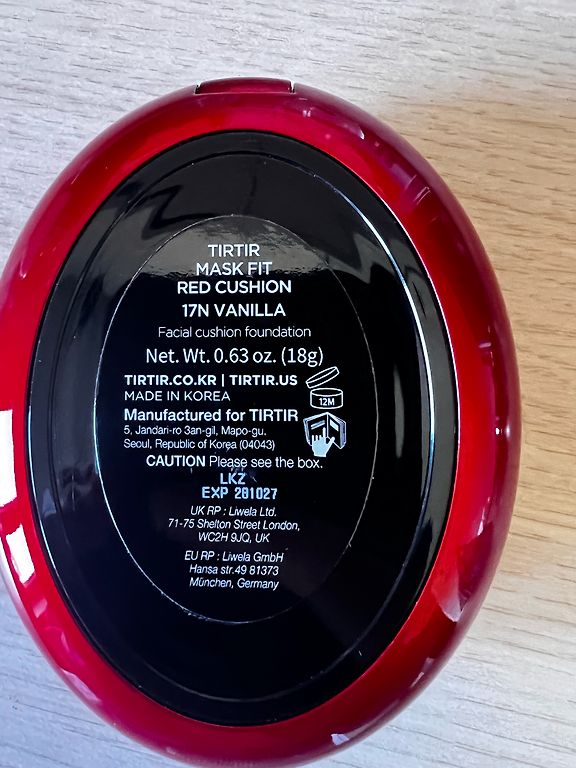 TIRTIR
MASK FIT
RED CUSHION
17N VANILLA
Facial cushion foundation
Net. Wt. 0.63 oz. (18g)
TIRTIR.CO.KR | TIRTIR.US
MADE IN KOREA
12M
Manufactured for TIRTIR
5, Jandari-ro 3an-gil, Mapo-gu,
Seoul, Republic of Korea (04043)
CAUTION Please see the box.
LKZ
EXP 281027
UK RP : Liwela Ltd.
71-75 Shelton Street London,
WC2H 9JQ, UK
EU RP : Liwela GmbH
Hansa str.49 81373
München, Germany